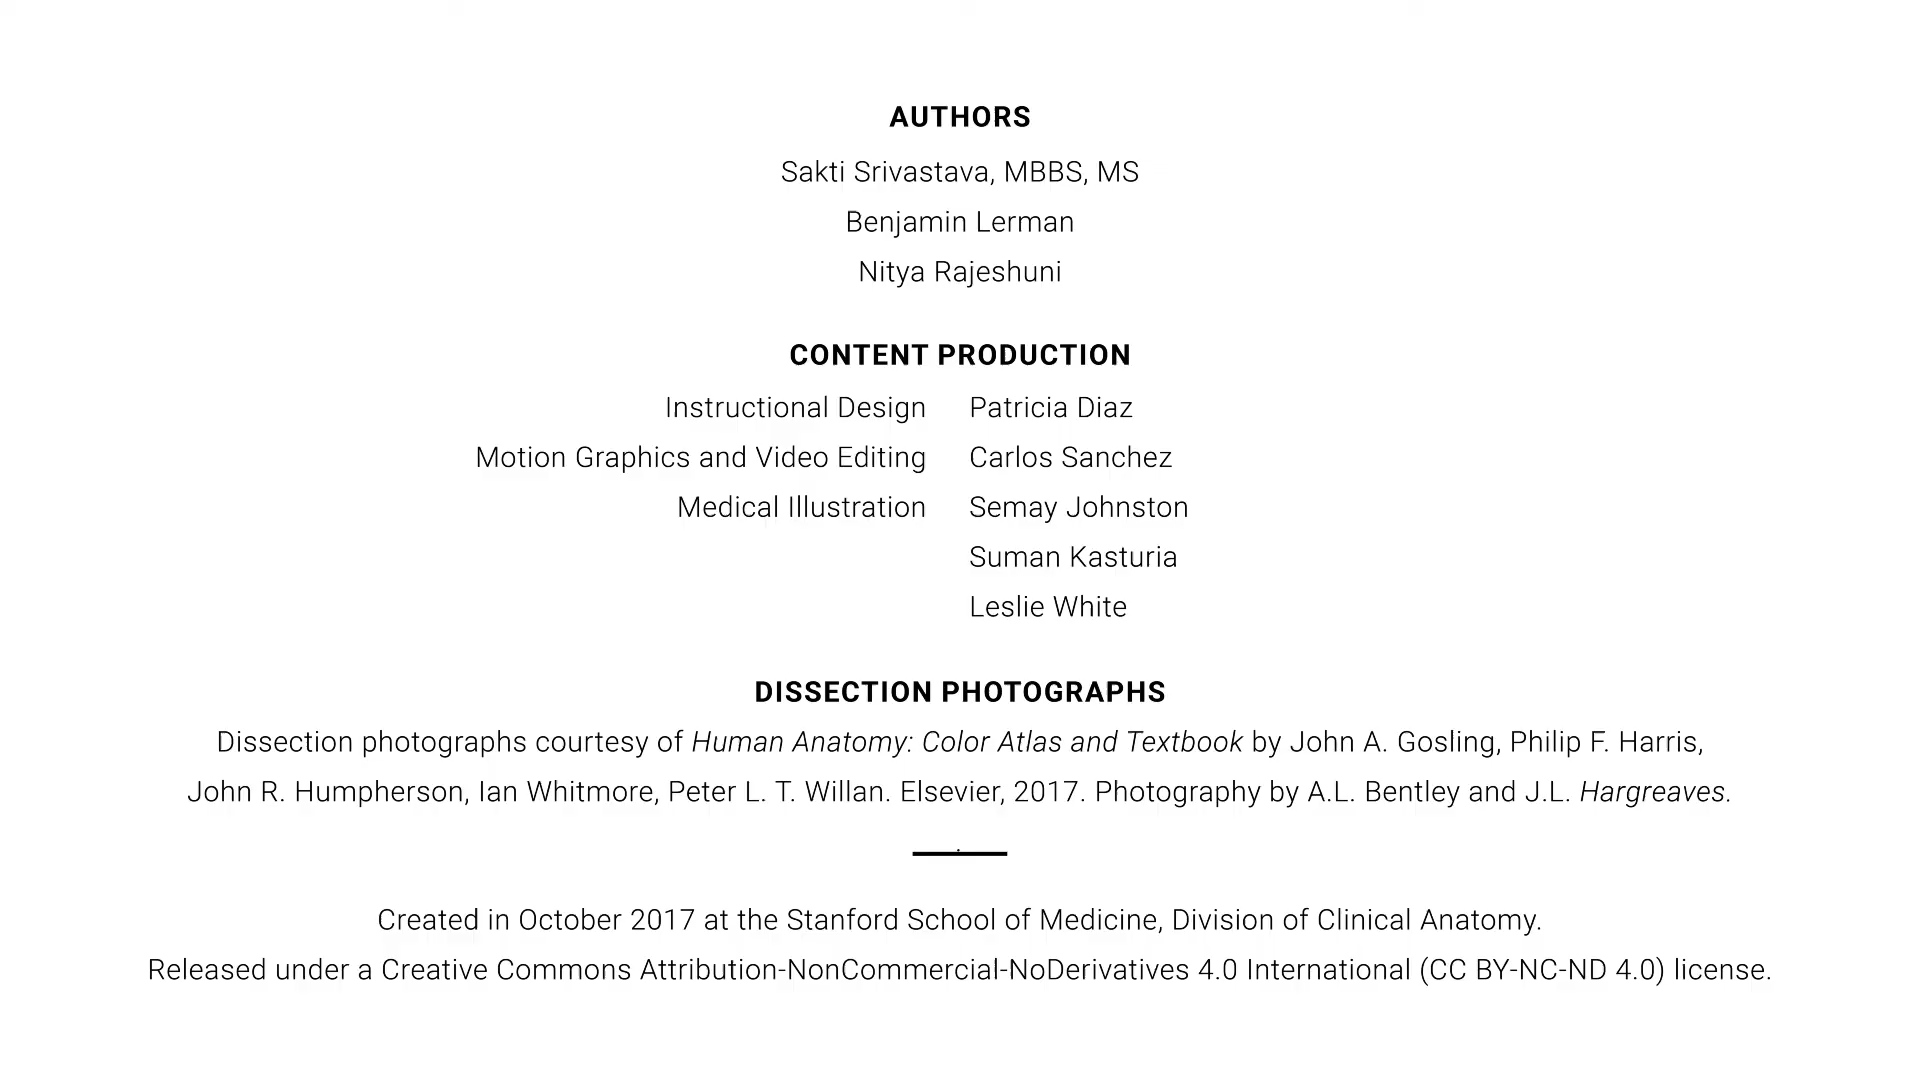 AUTHORS
Sakti Srivastava, MBBS, MS
Benjamin Lerman
Nitya Rajeshuni
CONTENT PRODUCTION
Instructional Design Patricia Diaz
Motion Graphics and Video Editing Carlos Sanchez
Medical Illustration Semay Johnston
Suman Kasturia
Leslie White
DISSECTION PHOTOGRAPHS
Dissection photographs courtesy of Human Anatomy: Color Atlas and Textbook by John A. Gosling, Philip F. Harris,
John R. Humpherson, Ian Whitmore, Peter L. T. Willan. Elsevier, 2017. Photography by A.L. Bentley and J.L. Hargreaves.
Created in October 2017 at the Stanford School of Medicine, Division of Clinical Anatomy.
Released under a Creative Commons Attribution-NonCommercial-NoDerivatives 4.0 International (CC BY-NC-ND 4.0) license.